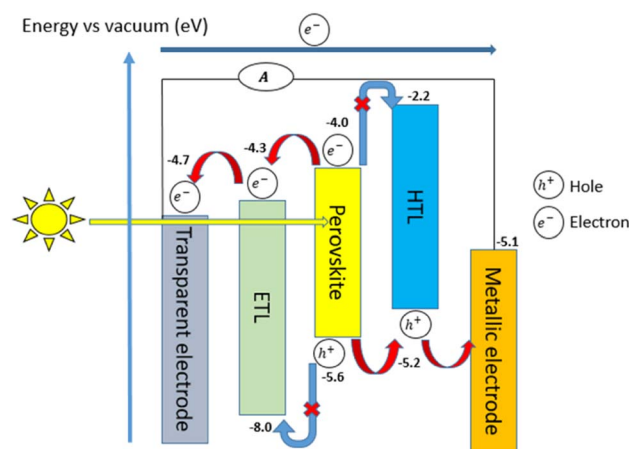 Energy vs vacuum (eV)
e⁻
A
-2.2
-4.0
-4.3
-4.7
e⁻
e⁻
e⁻
h⁺ Hole
e⁻ Electron
-5.1
Transparent electrode
ETL
Perovskite
HTL
Metallic electrode
h⁺
h⁺
-5.6
-5.2
-8.0